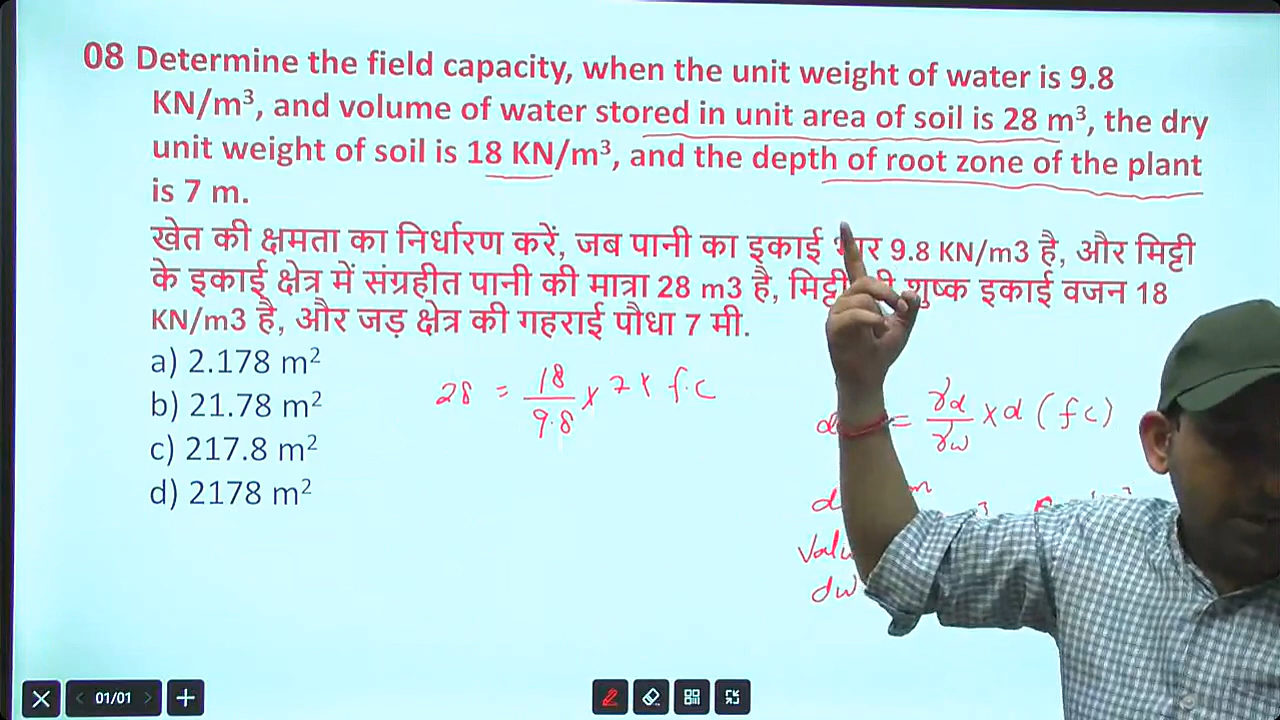 08 Determine the field capacity, when the unit weight of water is 9.8
KN/m³, and volume of water stored in unit area of soil is 28 m³, the dry
unit weight of soil is 18 KN/m³, and the depth of root zone of the plant
is 7 m.
खेत की क्षमता का निर्धारण करें, जब पानी का इकाई 9.8 KN/m3 है, और मिट्टी
के इकाई क्षेत्र में संग्रहीत पानी की मात्रा 28 m3 है, मिट्टी शुष्क इकाई वजन 18
KN/m3 है, और जड़ क्षेत्र की गहराई पौधा 7 मी.
a) 2.178 m²
b) 21.78 m²
c) 217.8 m²
d) 2178 m²
28 = 18/9.8 × 7 × f.c
= γd/γw × d (fc)
dw
01/01